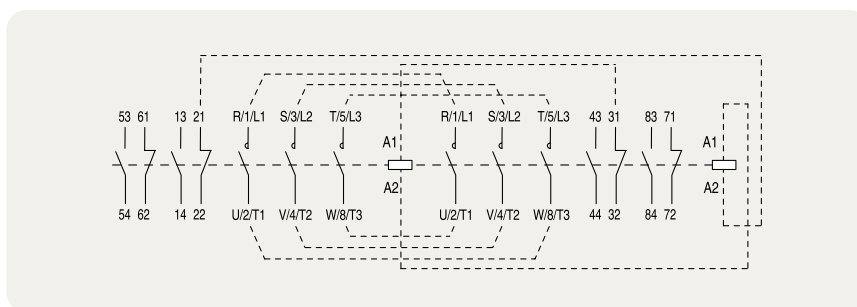 53 61 13 21 R/1/L1 S/3/L2 T/5/L3 R/1/L1 S/3/L2 T/5/L3 43 31 83 71
A1 A1
A2 A2
54 62 14 22 U/2/T1 V/4/T2 W/8/T3 U/2/T1 V/4/T2 W/8/T3 44 32 84 72